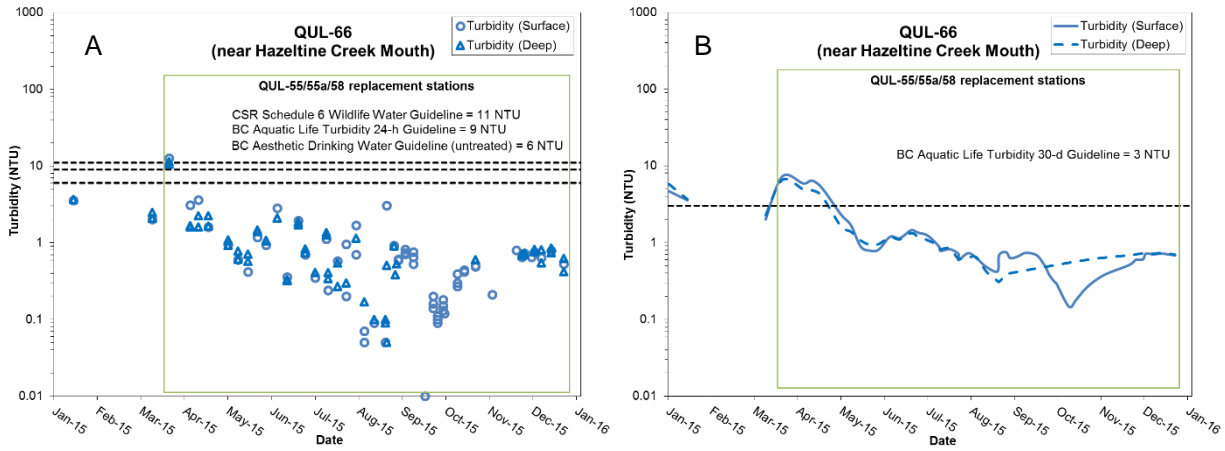 A
QUL-66
(near Hazeltine Creek Mouth)
Turbidity (Surface)
Turbidity (Deep)
QUL-55/55a/58 replacement stations
CSR Schedule 6 Wildlife Water Guideline = 11 NTU
BC Aquatic Life Turbidity 24-h Guideline = 9 NTU
BC Aesthetic Drinking Water Guideline (untreated) = 6 NTU
Turbidity (NTU)
1000
100
10
1
0.1
0.01
Jan-15
Feb-15
Mar-15
Apr-15
May-15
Jun-15
Jul-15
Aug-15
Sep-15
Oct-15
Nov-15
Dec-15
Jan-16
Date
B
QUL-66
(near Hazeltine Creek Mouth)
Turbidity (Surface)
Turbidity (Deep)
QUL-55/55a/58 replacement stations
BC Aquatic Life Turbidity 30-d Guideline = 3 NTU
Turbidity (NTU)
1000
100
10
1
0.1
0.01
Jan-15
Feb-15
Mar-15
Apr-15
May-15
Jun-15
Jul-15
Aug-15
Sep-15
Oct-15
Nov-15
Dec-15
Jan-16
Date